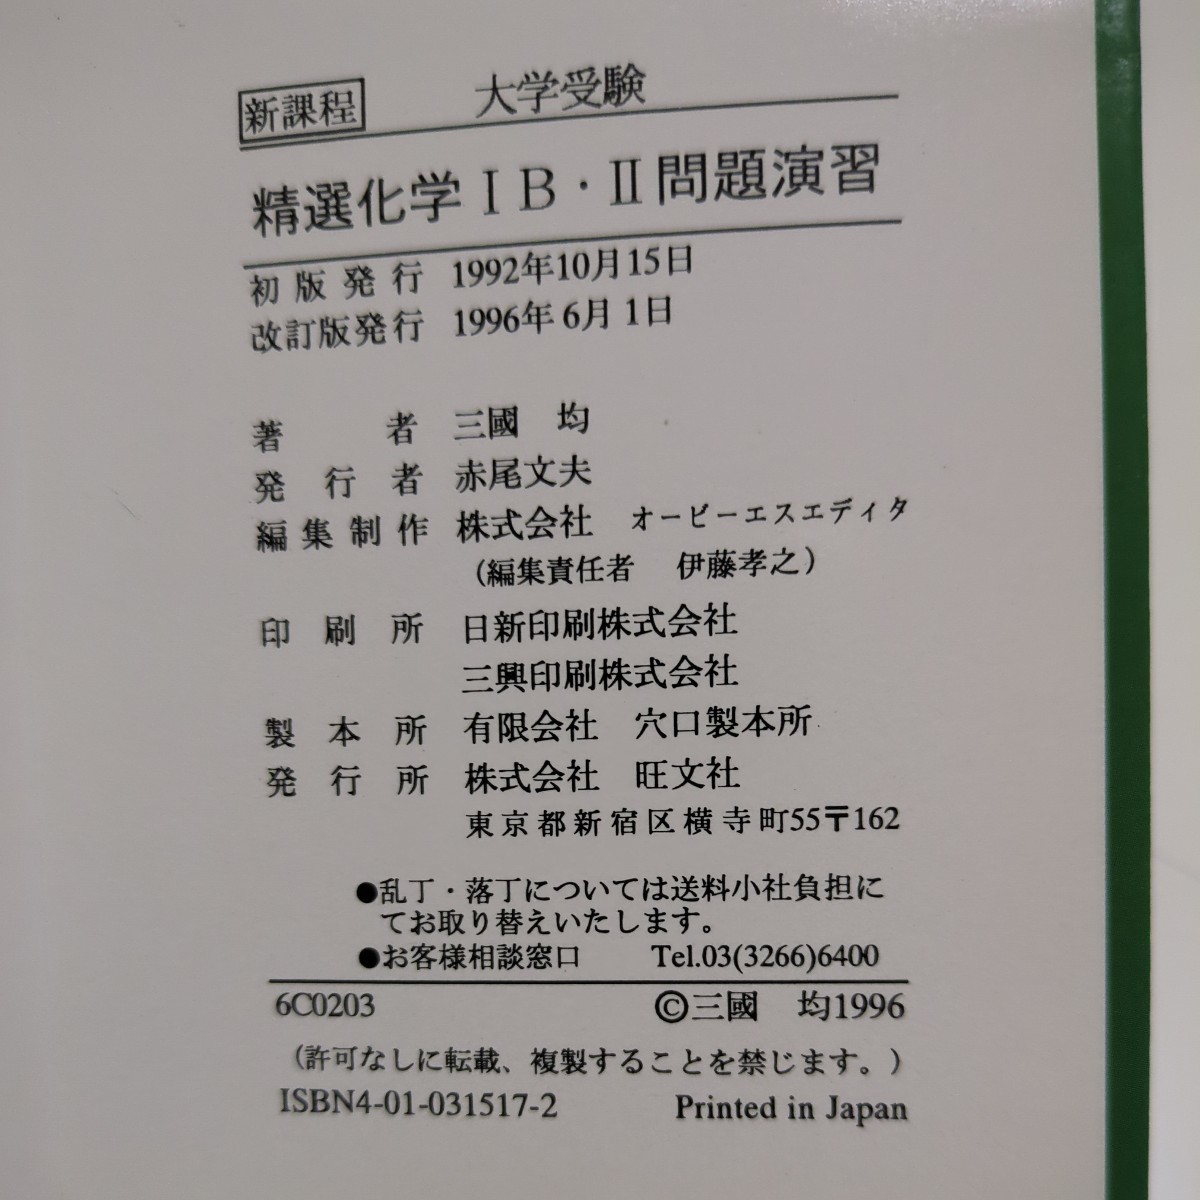 新課程　大学受験
精選化学ⅠB・Ⅱ問題演習
初版発行 1992年10月15日
改訂版発行 1996年6月1日
著者 三國 均
発行者 赤尾文夫
編集制作 株式会社 オービーエスエディタ
（編集責任者 伊藤孝之）
印刷所 日新印刷株式会社
三興印刷株式会社
製本所 有限会社 穴口製本所
発行所 株式会社 旺文社
東京都新宿区横寺町55〒162
●乱丁・落丁については送料小社負担に
てお取り替えいたします。
●お客様相談窓口 Tel.03(3266)6400
6C0203 ©三國 均1996
（許可なしに転載、複製することを禁じます。）
ISBN4-01-031517-2 Printed in Japan